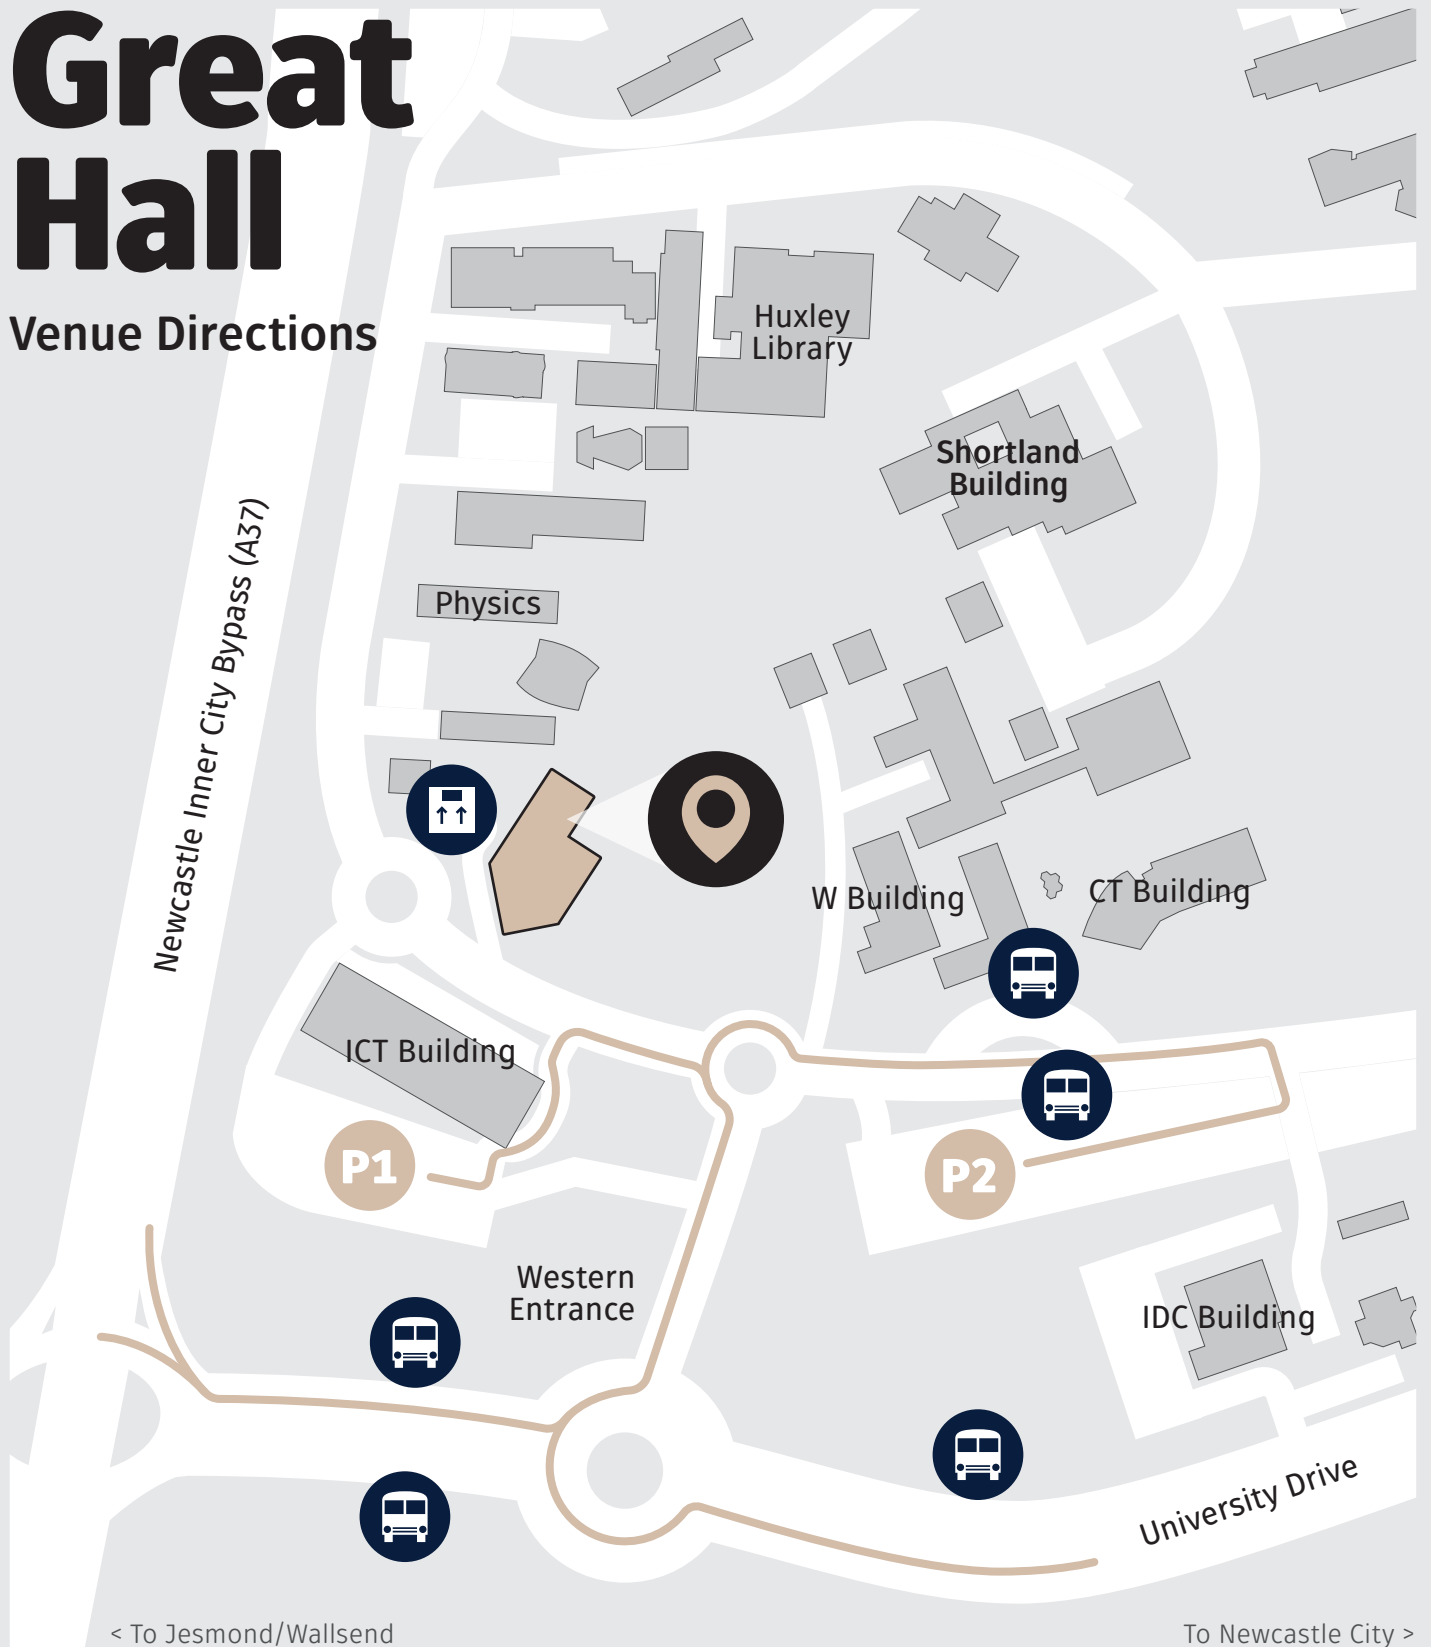 Great
Hall
Venue Directions
Huxley
Library
Shortland
Building
Newcastle Inner City Bypass (A37)
Physics
W Building
CT Building
ICT Building
P1
P2
Western
Entrance
IDC Building
University Drive
< To Jesmond/Wallsend
To Newcastle City >